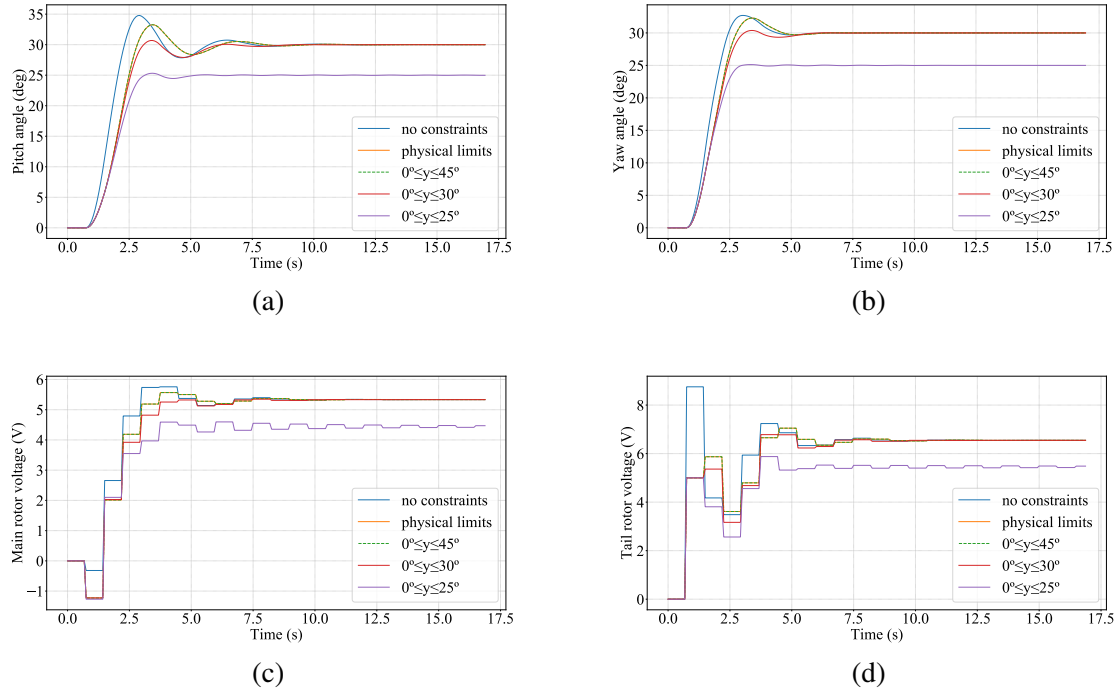 35
30
25
20
15
10
5
0
Pitch angle (deg)
no constraints
physical limits
0º≤y≤45º
0º≤y≤30º
0º≤y≤25º
0.0 2.5 5.0 7.5 10.0 12.5 15.0 17.5
Time (s)
(a)
30
25
20
15
10
5
0
Yaw angle (deg)
no constraints
physical limits
0º≤y≤45º
0º≤y≤30º
0º≤y≤25º
0.0 2.5 5.0 7.5 10.0 12.5 15.0 17.5
Time (s)
(b)
6
5
4
3
2
1
0
−1
Main rotor voltage (V)
no constraints
physical limits
0º≤y≤45º
0º≤y≤30º
0º≤y≤25º
0.0 2.5 5.0 7.5 10.0 12.5 15.0 17.5
Time (s)
(c)
8
6
4
2
0
Tail rotor voltage (V)
no constraints
physical limits
0º≤y≤45º
0º≤y≤30º
0º≤y≤25º
0.0 2.5 5.0 7.5 10.0 12.5 15.0 17.5
Time (s)
(d)